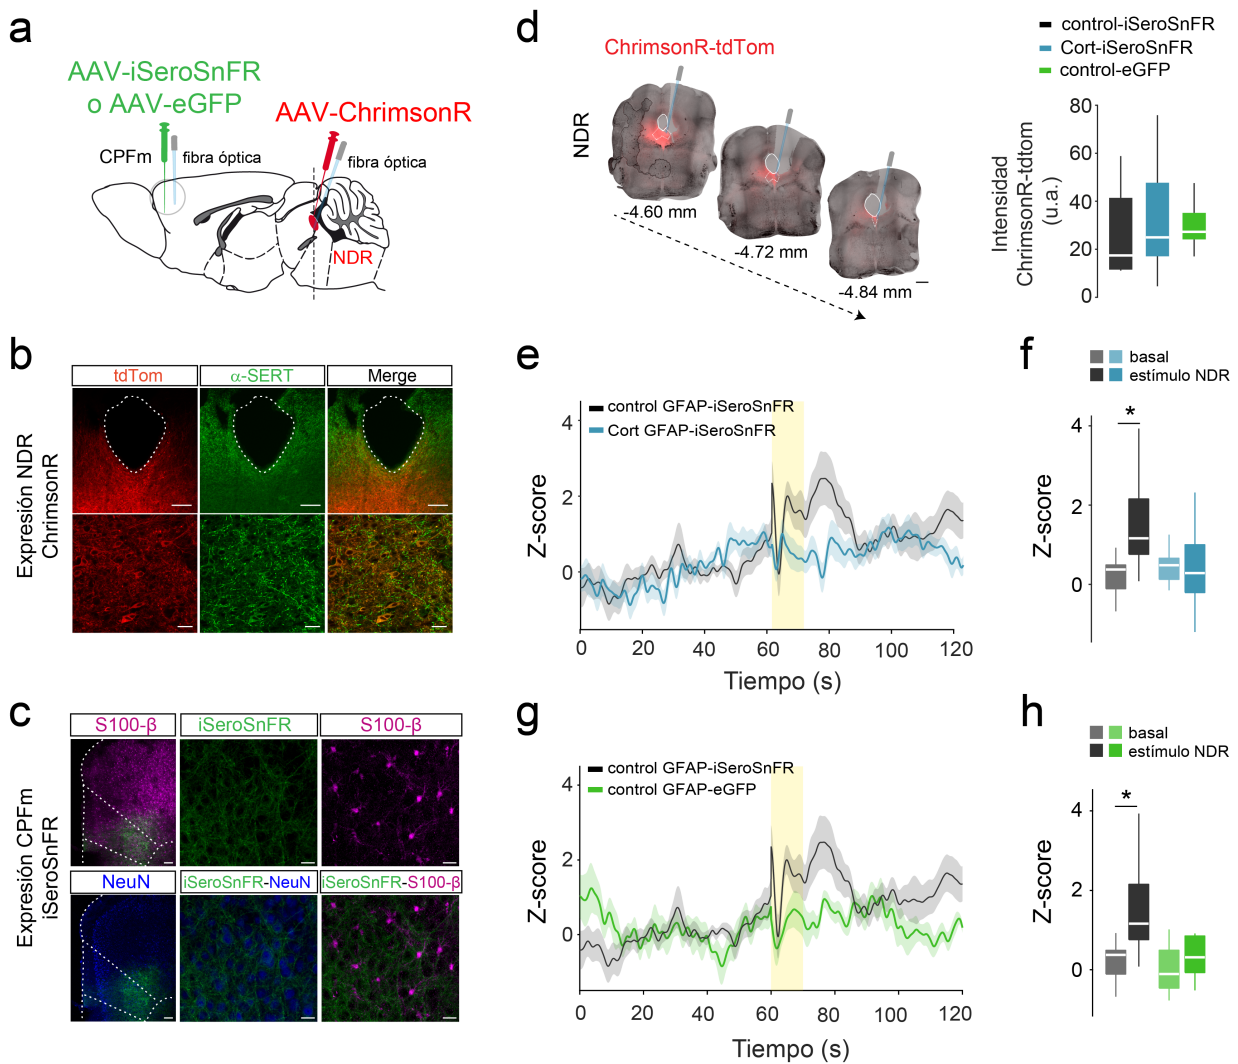 a
AAV-iSeroSnFR
o AAV-eGFP
AAV-ChrimsonR
CPFm
fibra óptica
fibra óptica
NDR
d
ChrimsonR-tdTom
NDR
-4.60 mm
-4.72 mm
-4.84 mm
control-iSeroSnFR
Cort-iSeroSnFR
control-eGFP
Intensidad
ChrimsonR-tdtom
(u.a.)
80
60
40
20
0
b
tdTom
α-SERT
Merge
Expresión NDR
ChrimsonR
e
control GFAP-iSeroSnFR
Cort GFAP-iSeroSnFR
Z-score
4
2
0
0
20
40
60
80
100
120
Tiempo (s)
f
basal
estímulo NDR
*
Z-score
4
2
0
c
S100-β
iSeroSnFR
S100-β
NeuN
iSeroSnFR-NeuN
iSeroSnFR-S100-β
Expresión CPFm
iSeroSnFR
g
control GFAP-iSeroSnFR
control GFAP-eGFP
Z-score
4
2
0
0
20
40
60
80
100
120
Tiempo (s)
h
basal
estímulo NDR
*
Z-score
4
2
0